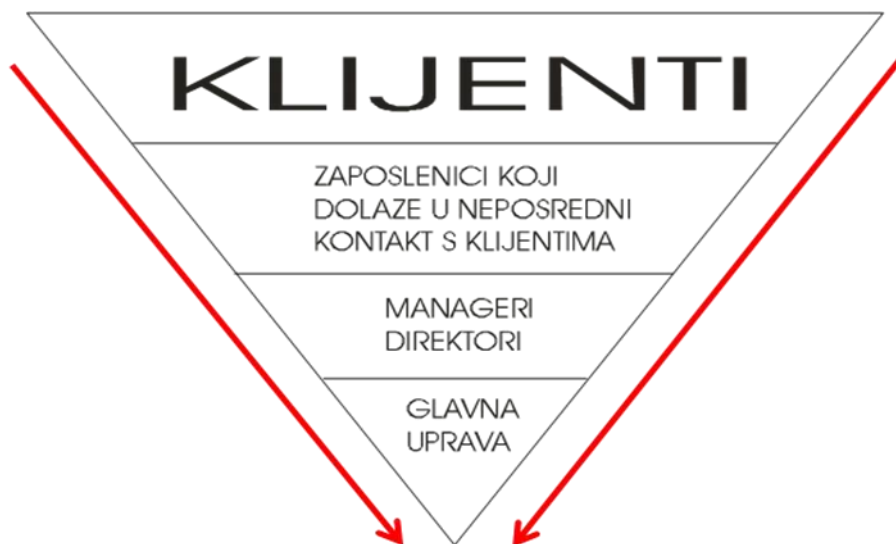 KLIJENTI
ZAPOSLENICI KOJI
DOLAZE U NEPOSREDNI
KONTAKT S KLIJENTIMA
MANAGERI
DIREKTORI
GLAVNA
UPRAVA